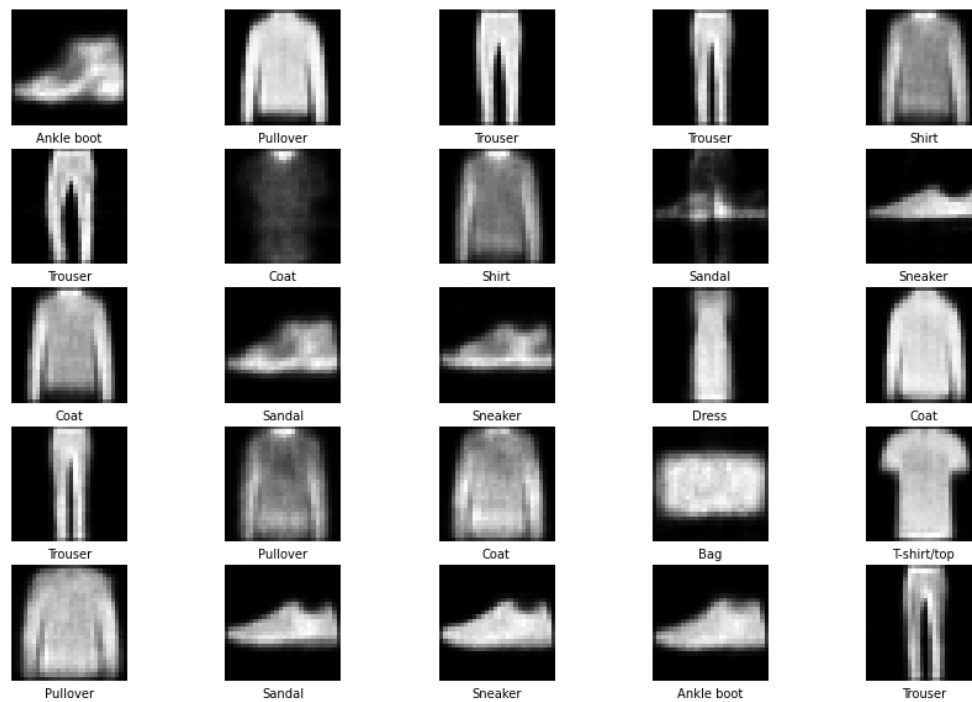 Ankle boot Pullover Trouser Trouser Shirt
Trouser Coat Shirt Sandal Sneaker
Coat Sandal Sneaker Dress Coat
Trouser Pullover Coat Bag T-shirt/top
Pullover Sandal Sneaker Ankle boot Trouser